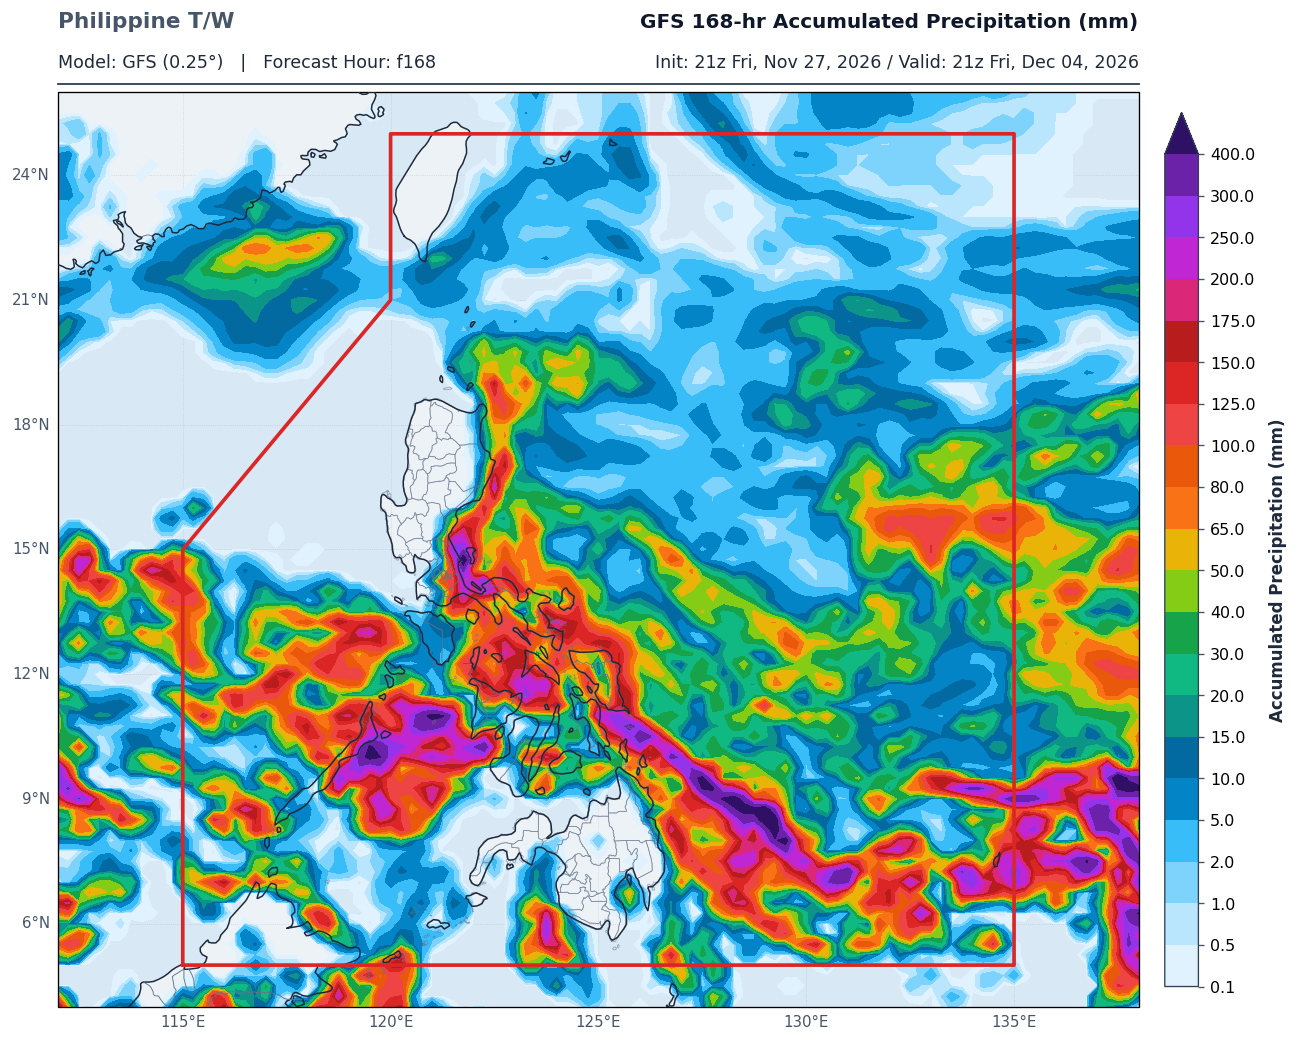 Philippine T/W
GFS 168-hr Accumulated Precipitation (mm)
Model: GFS (0.25°)   |   Forecast Hour: f168
Init: 21z Fri, Nov 27, 2026 / Valid: 21z Fri, Dec 04, 2026
24°N
21°N
18°N
15°N
12°N
9°N
6°N
115°E
120°E
125°E
130°E
135°E
400.0
300.0
250.0
200.0
175.0
150.0
125.0
100.0
80.0
65.0
50.0
40.0
30.0
20.0
15.0
10.0
5.0
2.0
1.0
0.5
0.1
Accumulated Precipitation (mm)